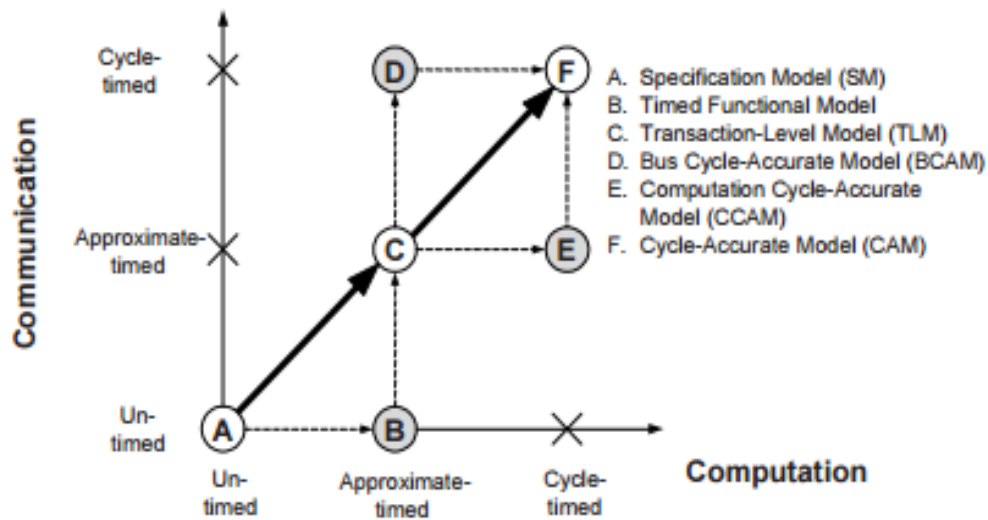 Communication
Cycle-
timed
Approximate-
timed
Un-
timed
D
F
C
E
A
B
A. Specification Model (SM)
B. Timed Functional Model
C. Transaction-Level Model (TLM)
D. Bus Cycle-Accurate Model (BCAM)
E. Computation Cycle-Accurate
Model (CCAM)
F. Cycle-Accurate Model (CAM)
Un-
timed
Approximate-
timed
Cycle-
timed
Computation